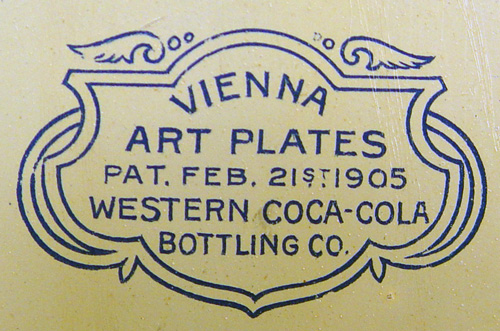 VIENNA
ART PLATES
PAT. FEB. 21ST. 1905
WESTERN COCA-COLA
BOTTLING CO.